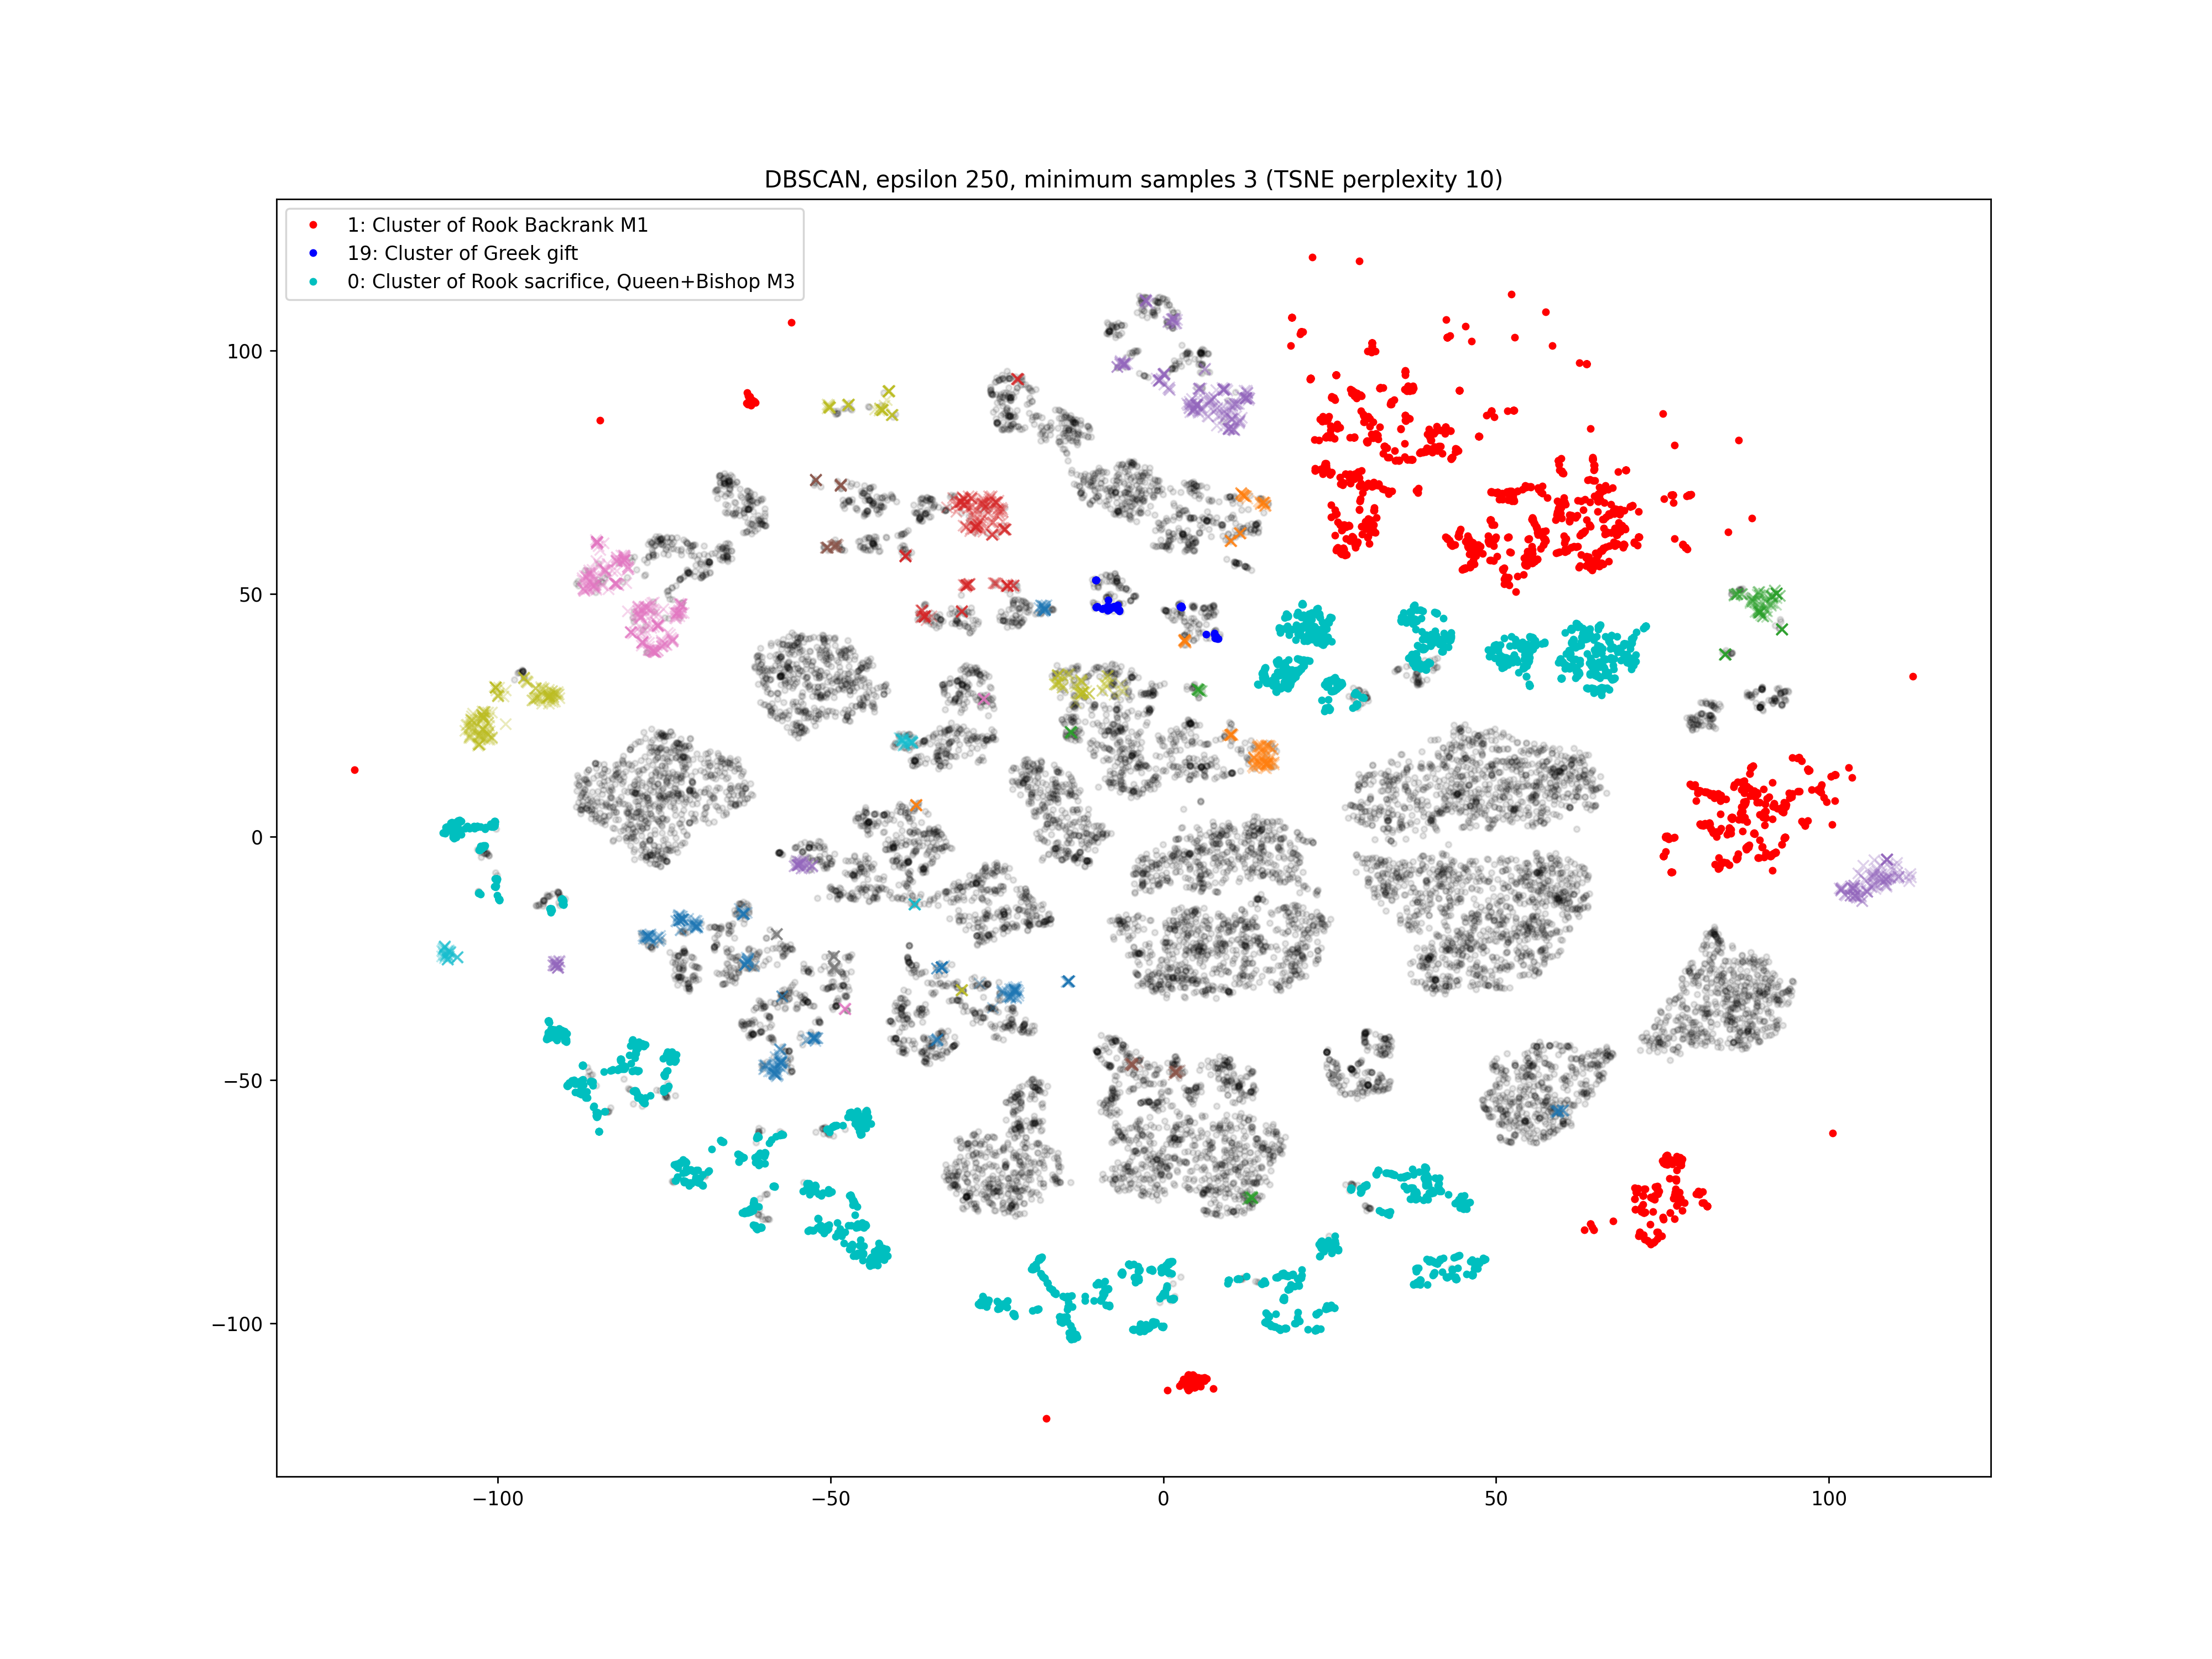 DBSCAN, epsilon 250, minimum samples 3 (TSNE perplexity 10)
1: Cluster of Rook Backrank M1
19: Cluster of Greek gift
0: Cluster of Rook sacrifice, Queen+Bishop M3
100
50
0
−50
−100
−100 −50 0 50 100